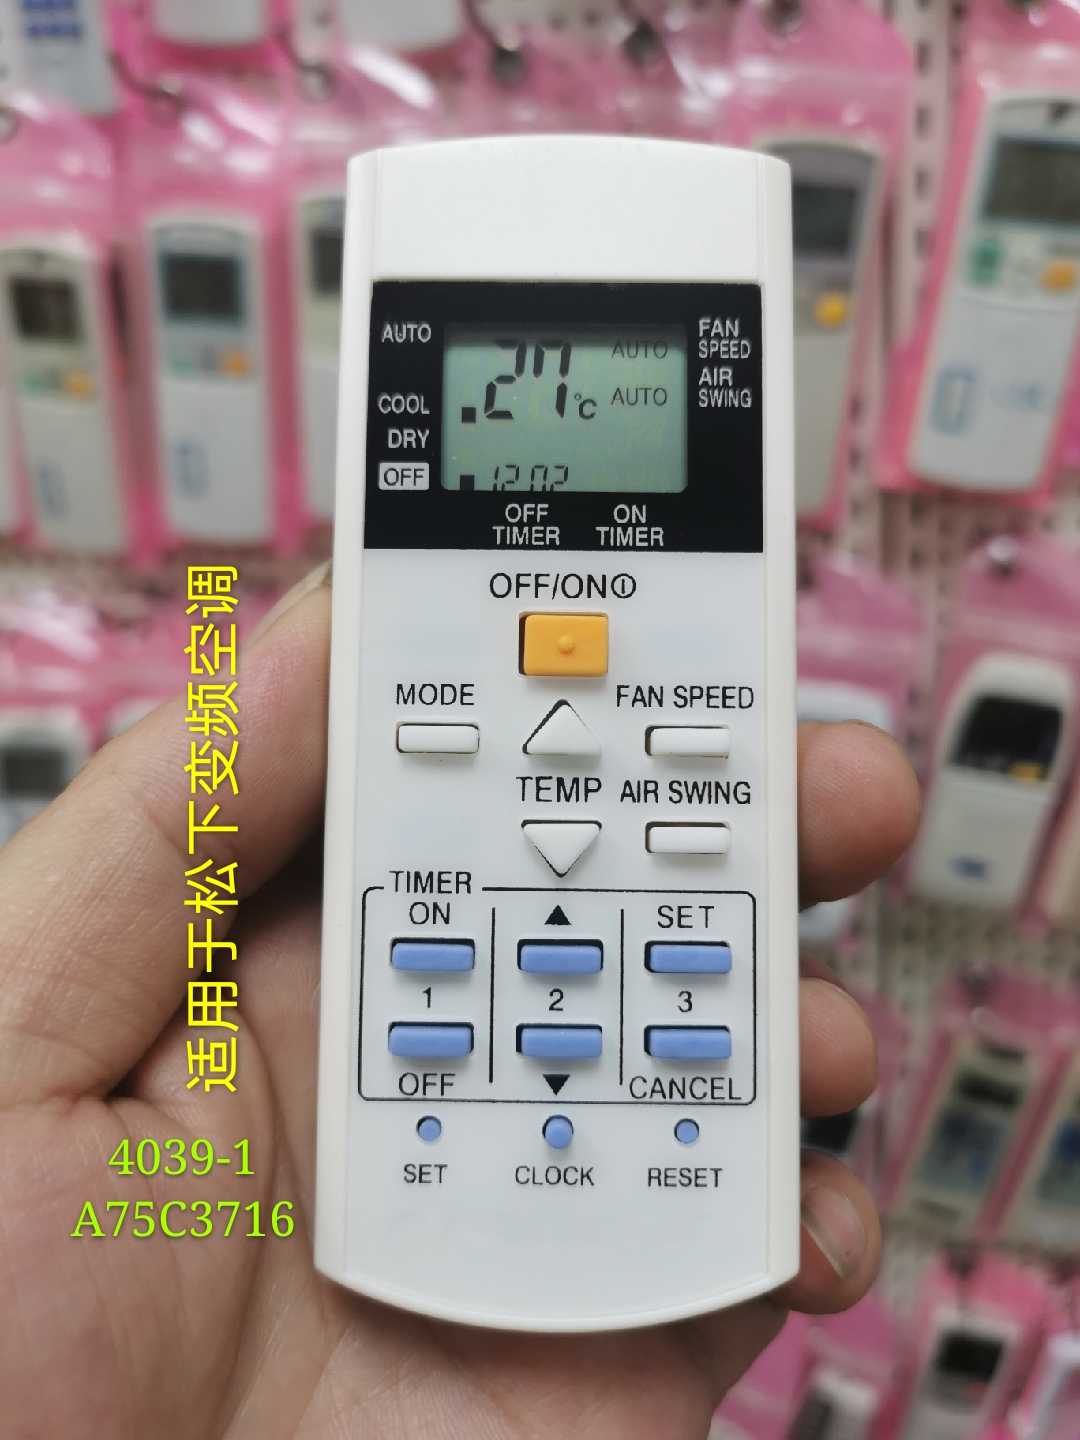 AUTO
COOL
DRY
OFF
27°C
AUTO
AUTO
12 02
FAN
SPEED
AIR
SWING
OFF
TIMER
ON
TIMER
OFF/ON
MODE
FAN SPEED
TEMP
AIR SWING
TIMER
ON
▲
SET
1
2
3
OFF
▼
CANCEL
SET
CLOCK
RESET
适用于松下变频空调
4039-1
A75C3716